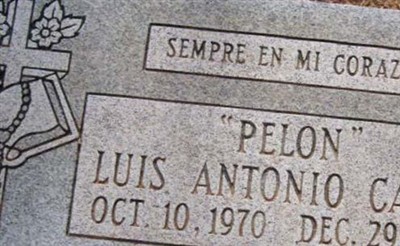 SEMPRE EN MI CORAZ
"PELON"
LUIS ANTONIO CA
OCT. 10, 1970 DEC. 29